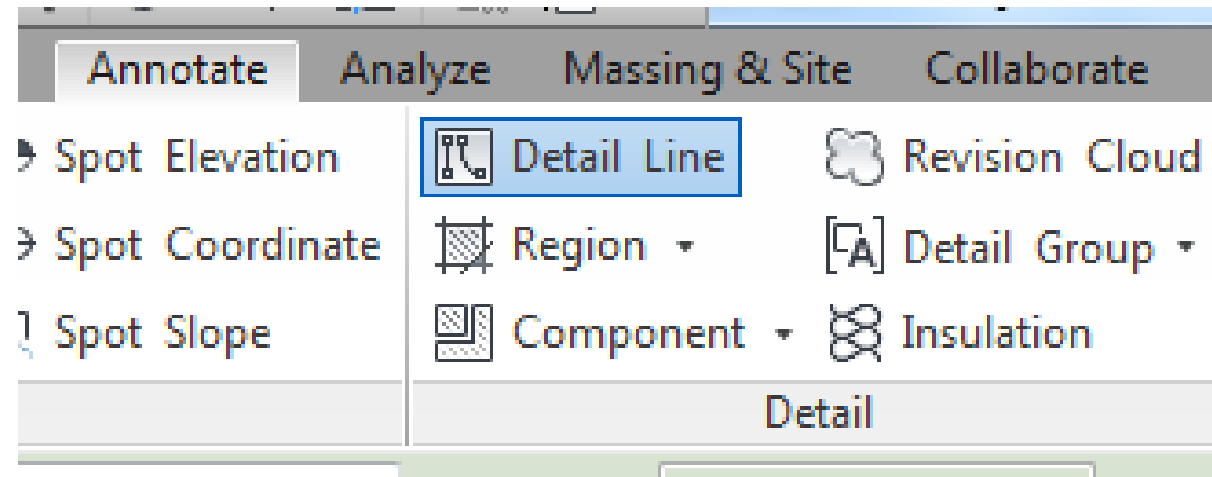 Annotate Analyze Massing & Site Collaborate
Spot Elevation Detail Line Revision Cloud
Spot Coordinate Region Detail Group
Spot Slope Component Insulation
Detail